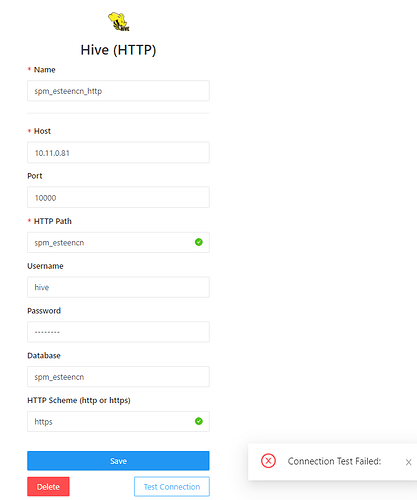 HIVE
Hive (HTTP)
* Name
spm_esteencn_http
* Host
10.11.0.81
Port
10000
* HTTP Path
spm_esteencn
Username
hive
Password
--------
Database
spm_esteencn
HTTP Scheme (http or https)
https
Save
Delete
Test Connection
Connection Test Failed: